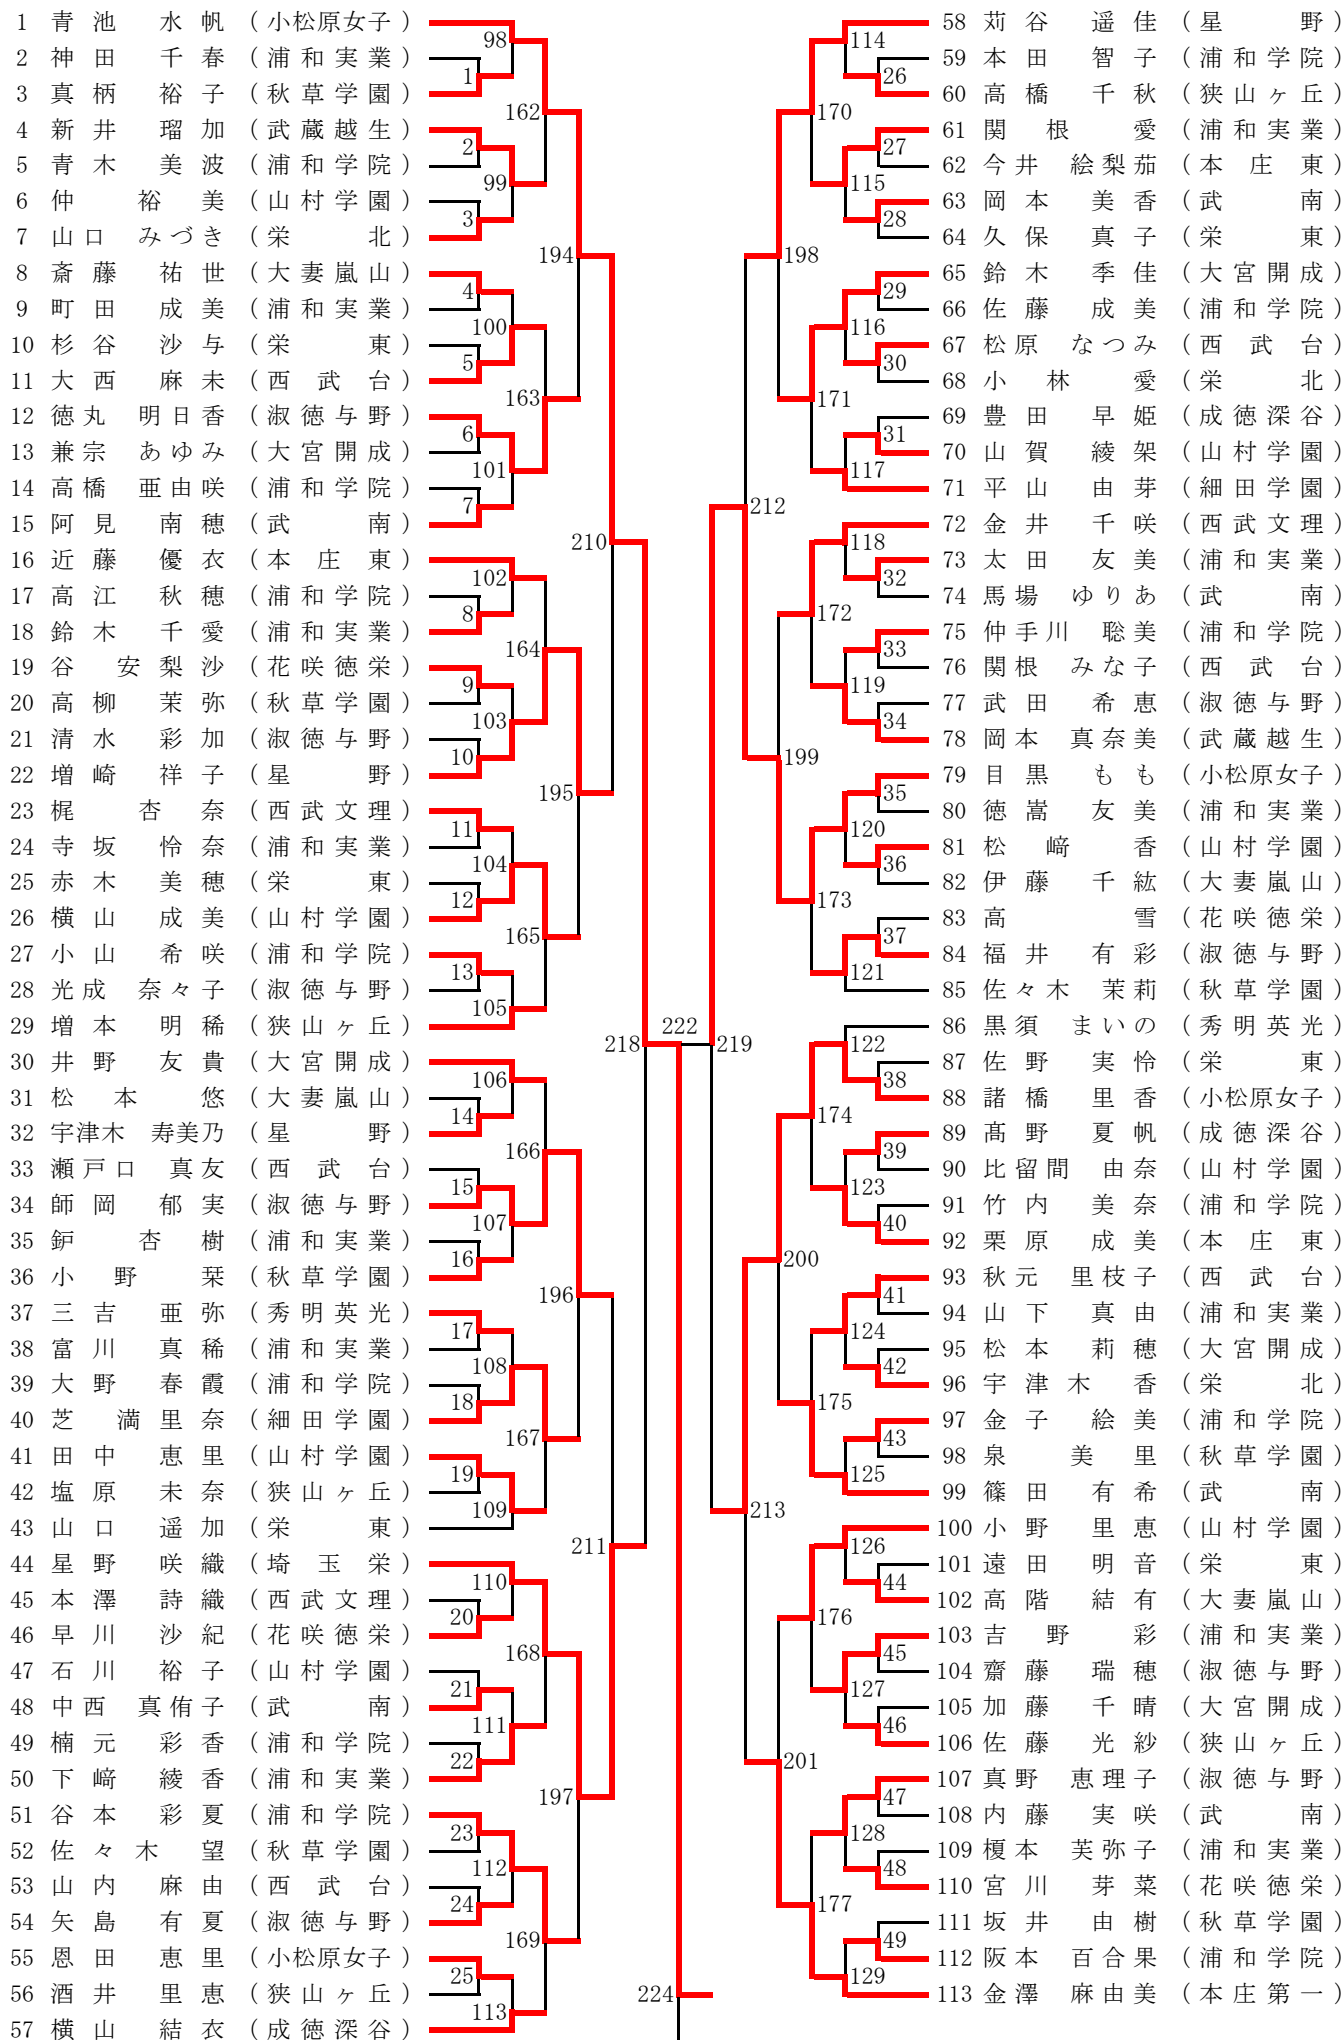 1 青池 水帆 (小松原女子)
2 神田 千春 (浦和実業)
3 真柄 裕子 (秋草学園)
4 新井 瑠加 (武蔵越生)
5 青木 美波 (浦和学院)
6 仲 裕美 (山村学園)
7 山口 みづき (栄北)
8 斎藤 祐世 (大妻嵐山)
9 町田 成美 (浦和実業)
10 杉谷 沙与 (栄東)
11 大西 麻未 (西武台)
12 徳丸 明日香 (淑徳与野)
13 兼宗 あゆみ (大宮開成)
14 高橋 亜由咲 (浦和学院)
15 阿見 南穂 (武南)
16 近藤 優衣 (本庄東)
17 高江 秋穂 (浦和学院)
18 鈴木 千愛 (浦和実業)
19 谷 安梨沙 (花咲徳栄)
20 高柳 茉弥 (秋草学園)
21 清水 彩加 (淑徳与野)
22 増崎 祥子 (星野)
23 梶 杏奈 (西武文理)
24 寺坂 怜奈 (浦和実業)
25 赤木 美穂 (栄東)
26 横山 成美 (山村学園)
27 小山 希咲 (浦和学院)
28 光成 奈々子 (淑徳与野)
29 増本 明稀 (狭山ヶ丘)
30 井野 友貴 (大宮開成)
31 松本 悠 (大妻嵐山)
32 宇津木 寿美乃 (星野)
33 瀬戸口 真友 (西武台)
34 師岡 郁実 (淑徳与野)
35 鈩 杏樹 (浦和実業)
36 小野 栞 (秋草学園)
37 三吉 亜弥 (秀明英光)
38 富川 真稀 (浦和実業)
39 大野 春霞 (浦和学院)
40 芝 満里奈 (細田学園)
41 田中 恵里 (山村学園)
42 塩原 未奈 (狭山ヶ丘)
43 山口 遥加 (栄東)
44 星野 咲織 (埼玉栄)
45 本澤 詩織 (西武文理)
46 早川 沙紀 (花咲徳栄)
47 石川 裕子 (山村学園)
48 中西 真侑子 (武南)
49 楠元 彩香 (浦和学院)
50 下﨑 綾香 (浦和実業)
51 谷本 彩夏 (浦和学院)
52 佐々木 望 (秋草学園)
53 山内 麻由 (西武台)
54 矢島 有夏 (淑徳与野)
55 恩田 恵里 (小松原女子)
56 酒井 里恵 (狭山ヶ丘)
57 横山 結衣 (成徳深谷)
98
1
162
2
99
3
194
4
100
5
163
6
101
7
210
102
8
164
9
103
10
195
11
104
12
165
13
105
218
106
14
166
15
107
16
196
17
108
18
167
19
109
211
110
20
168
21
111
22
197
23
112
24
169
25
113
222
224
114
26
170
27
115
28
198
29
116
30
171
31
117
212
118
32
172
33
119
34
199
35
120
36
173
37
121
219
122
38
174
39
123
40
200
41
124
42
175
43
125
213
126
44
176
45
127
46
201
47
128
48
177
49
129
58 苅谷 遥佳 (星野)
59 本田 智子 (浦和学院)
60 高橋 千秋 (狭山ヶ丘)
61 関根 愛 (浦和実業)
62 今井 絵梨茄 (本庄東)
63 岡本 美香 (武南)
64 久保 真子 (栄東)
65 鈴木 季佳 (大宮開成)
66 佐藤 成美 (浦和学院)
67 松原 なつみ (西武台)
68 小林 愛 (栄北)
69 豊田 早姫 (成徳深谷)
70 山賀 綾架 (山村学園)
71 平山 由芽 (細田学園)
72 金井 千咲 (西武文理)
73 太田 友美 (浦和実業)
74 馬場 ゆりあ (武南)
75 仲手川 聡美 (浦和学院)
76 関根 みな子 (西武台)
77 武田 希恵 (淑徳与野)
78 岡本 真奈美 (武蔵越生)
79 目黒 もも (小松原女子)
80 徳嵩 友美 (浦和実業)
81 松﨑 香 (山村学園)
82 伊藤 千紘 (大妻嵐山)
83 高 雪 (花咲徳栄)
84 福井 有彩 (淑徳与野)
85 佐々木 茉莉 (秋草学園)
86 黒須 まいの (秀明英光)
87 佐野 実怜 (栄東)
88 諸橋 里香 (小松原女子)
89 髙野 夏帆 (成徳深谷)
90 比留間 由奈 (山村学園)
91 竹内 美奈 (浦和学院)
92 栗原 成美 (本庄東)
93 秋元 里枝子 (西武台)
94 山下 真由 (浦和実業)
95 松本 莉穂 (大宮開成)
96 宇津木 香 (栄北)
97 金子 絵美 (浦和学院)
98 泉 美里 (秋草学園)
99 篠田 有希 (武南)
100 小野 里恵 (山村学園)
101 遠田 明音 (栄東)
102 高階 結有 (大妻嵐山)
103 吉野 彩 (浦和実業)
104 齋藤 瑞穂 (淑徳与野)
105 加藤 千晴 (大宮開成)
106 佐藤 光紗 (狭山ヶ丘)
107 真野 恵理子 (淑徳与野)
108 内藤 実咲 (武南)
109 榎本 芙弥子 (浦和実業)
110 宮川 芽菜 (花咲徳栄)
111 坂井 由樹 (秋草学園)
112 阪本 百合果 (浦和学院)
113 金澤 麻由美 (本庄第一)